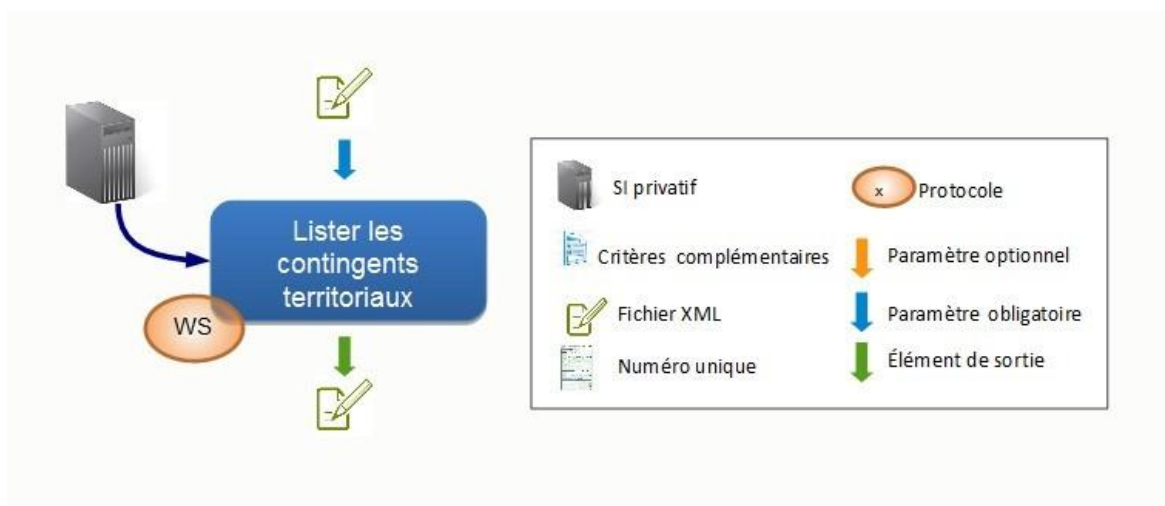 Lister les
contingents
territoriaux
WS
SI privatif
x Protocole
Critères complémentaires
Paramètre optionnel
Fichier XML
Paramètre obligatoire
Numéro unique
Élément de sortie